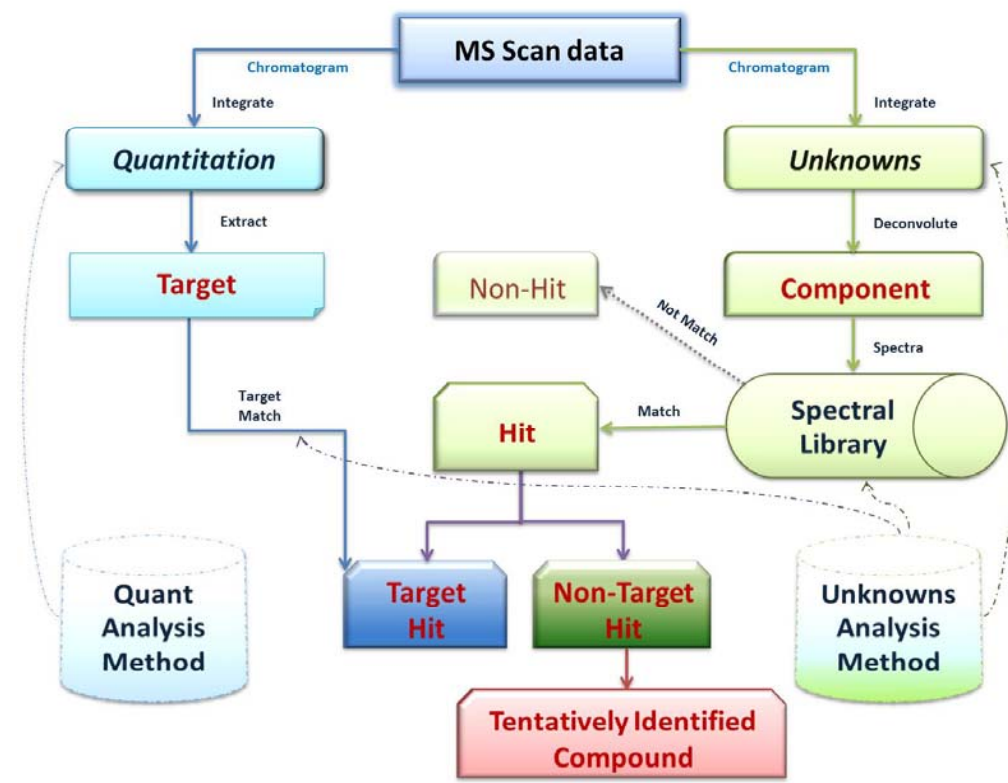 MS Scan data
Chromatogram
Chromatogram
Integrate
Integrate
Quantitation
Unknowns
Extract
Deconvolute
Target
Non-Hit
Component
Not Match
Spectra
Target
Match
Hit
Match
Spectral
Library
Quant
Analysis
Method
Target
Hit
Non-Target
Hit
Unknowns
Analysis
Method
Tentatively Identified
Compound